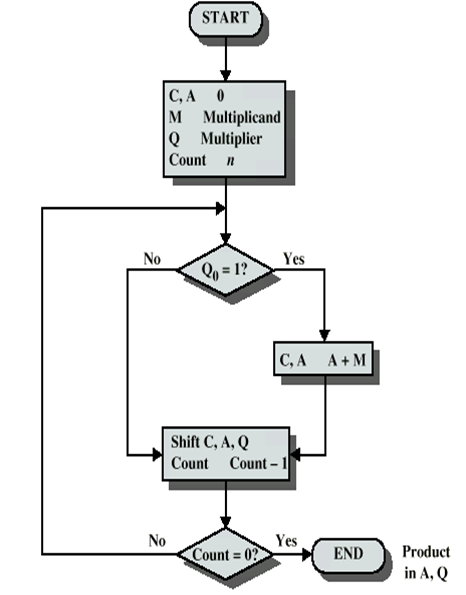 START
C, A 0
M Multiplicand
Q Multiplier
Count n
No
Yes
Q0 = 1?
C, A A + M
Shift C, A, Q
Count Count – 1
No
Yes
Count = 0?
END
Product
in A, Q